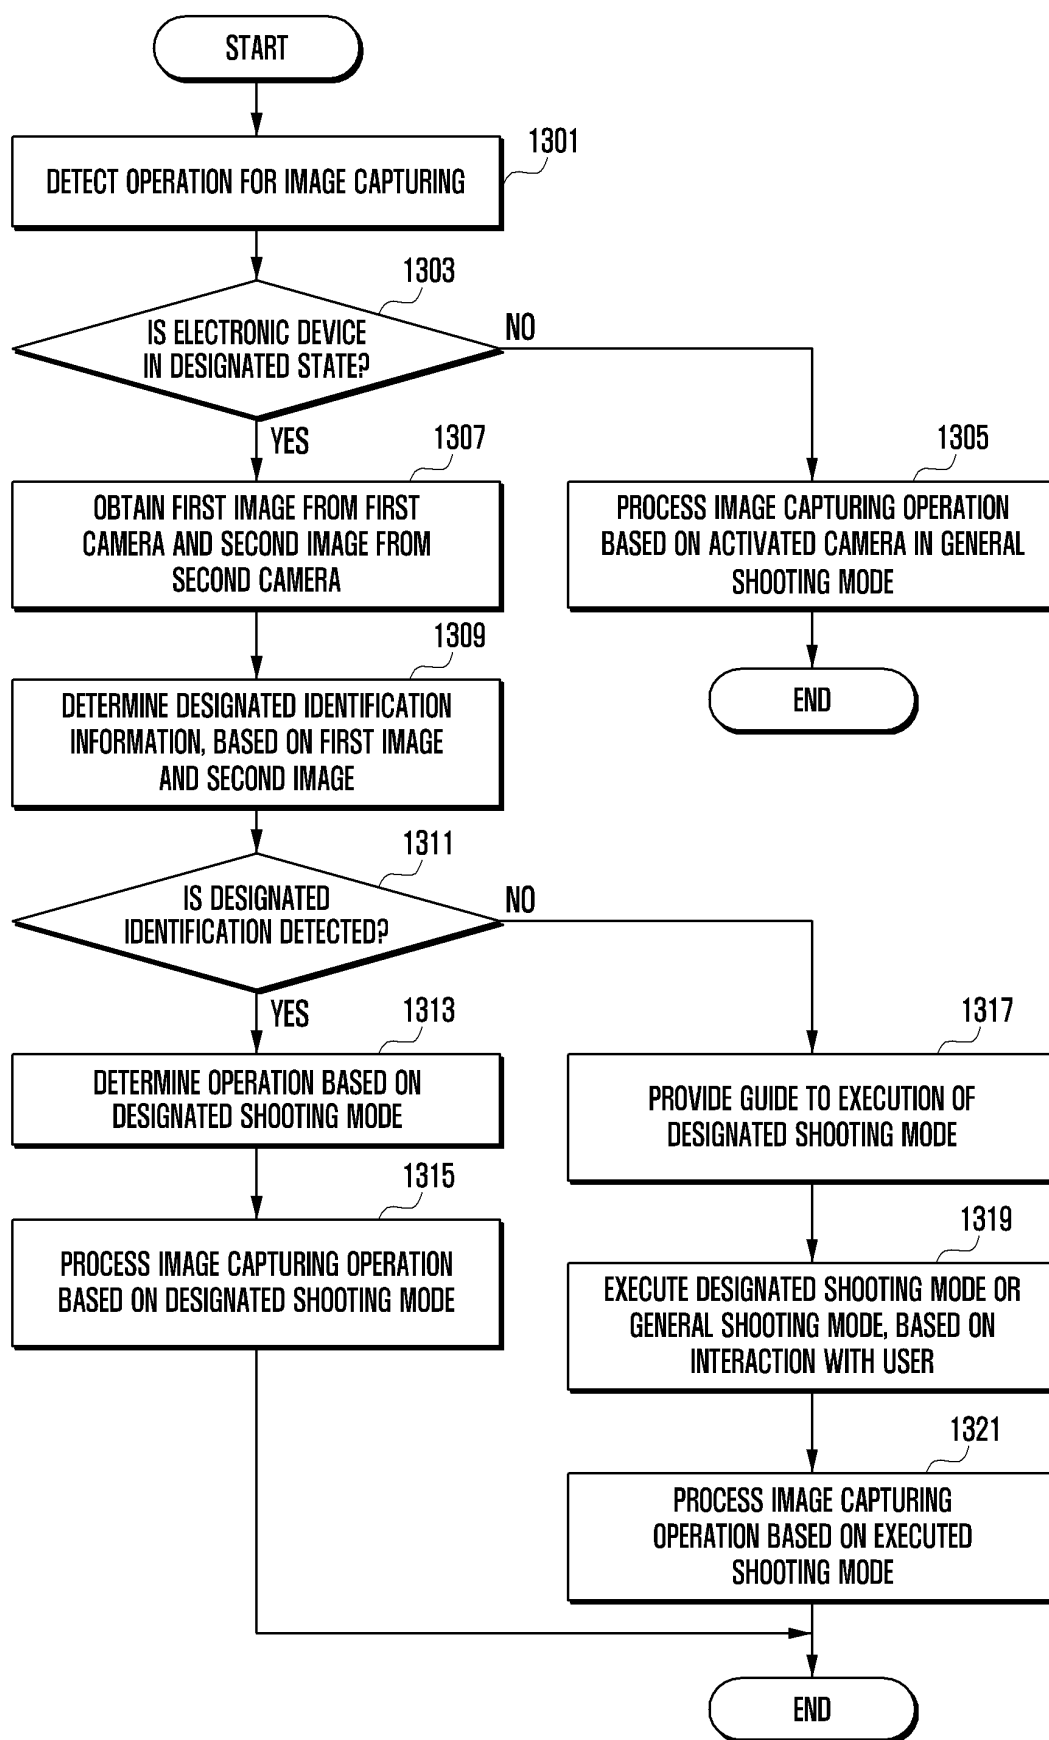 START
1301
DETECT OPERATION FOR IMAGE CAPTURING
1303
IS ELECTRONIC DEVICE
IN DESIGNATED STATE?
NO
YES
1307
OBTAIN FIRST IMAGE FROM FIRST
CAMERA AND SECOND IMAGE FROM
SECOND CAMERA
1305
PROCESS IMAGE CAPTURING OPERATION
BASED ON ACTIVATED CAMERA IN GENERAL
SHOOTING MODE
END
1309
DETERMINE DESIGNATED IDENTIFICATION
INFORMATION, BASED ON FIRST IMAGE
AND SECOND IMAGE
1311
IS DESIGNATED
IDENTIFICATION DETECTED?
NO
YES
1313
DETERMINE OPERATION BASED ON
DESIGNATED SHOOTING MODE
1315
PROCESS IMAGE CAPTURING OPERATION
BASED ON DESIGNATED SHOOTING MODE
1317
PROVIDE GUIDE TO EXECUTION OF
DESIGNATED SHOOTING MODE
1319
EXECUTE DESIGNATED SHOOTING MODE OR
GENERAL SHOOTING MODE, BASED ON
INTERACTION WITH USER
1321
PROCESS IMAGE CAPTURING
OPERATION BASED ON EXECUTED
SHOOTING MODE
END